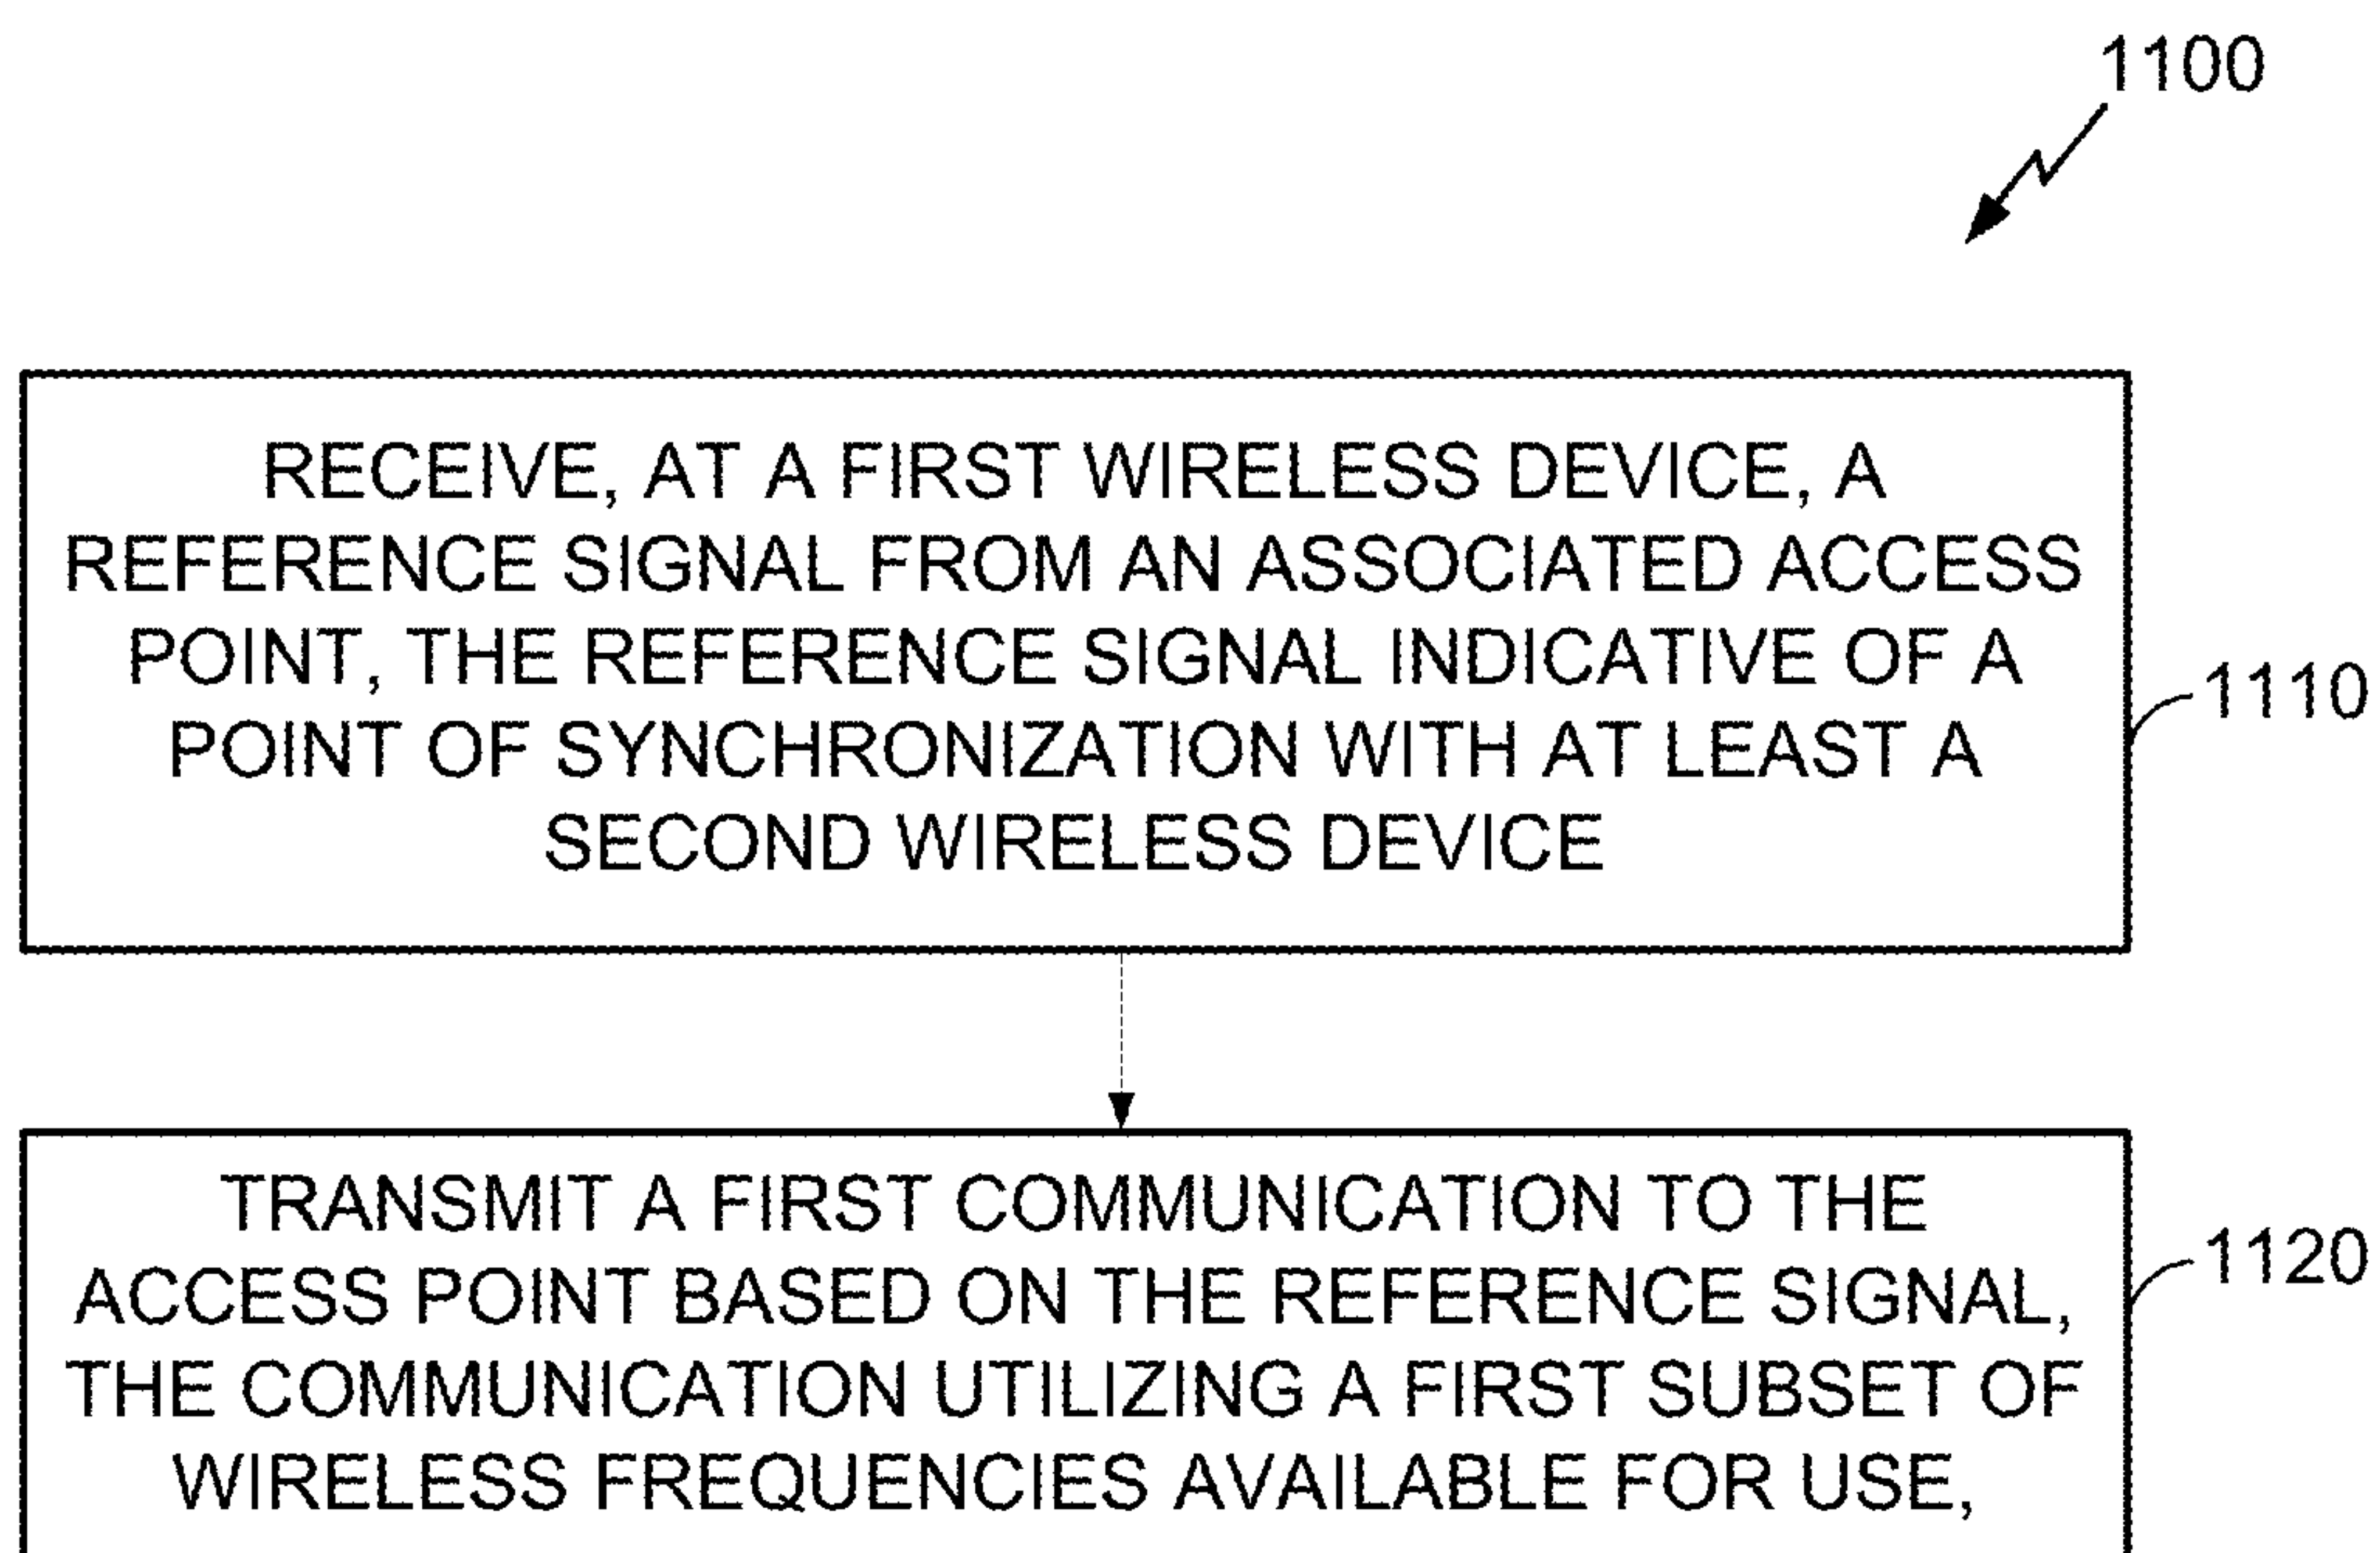 1100
RECEIVE, AT A FIRST WIRELESS DEVICE, A
REFERENCE SIGNAL FROM AN ASSOCIATED ACCESS
POINT, THE REFERENCE SIGNAL INDICATIVE OF A
POINT OF SYNCHRONIZATION WITH AT LEAST A
SECOND WIRELESS DEVICE
1110
TRANSMIT A FIRST COMMUNICATION TO THE
ACCESS POINT BASED ON THE REFERENCE SIGNAL,
THE COMMUNICATION UTILIZING A FIRST SUBSET OF
WIRELESS FREQUENCIES AVAILABLE FOR USE,
1120